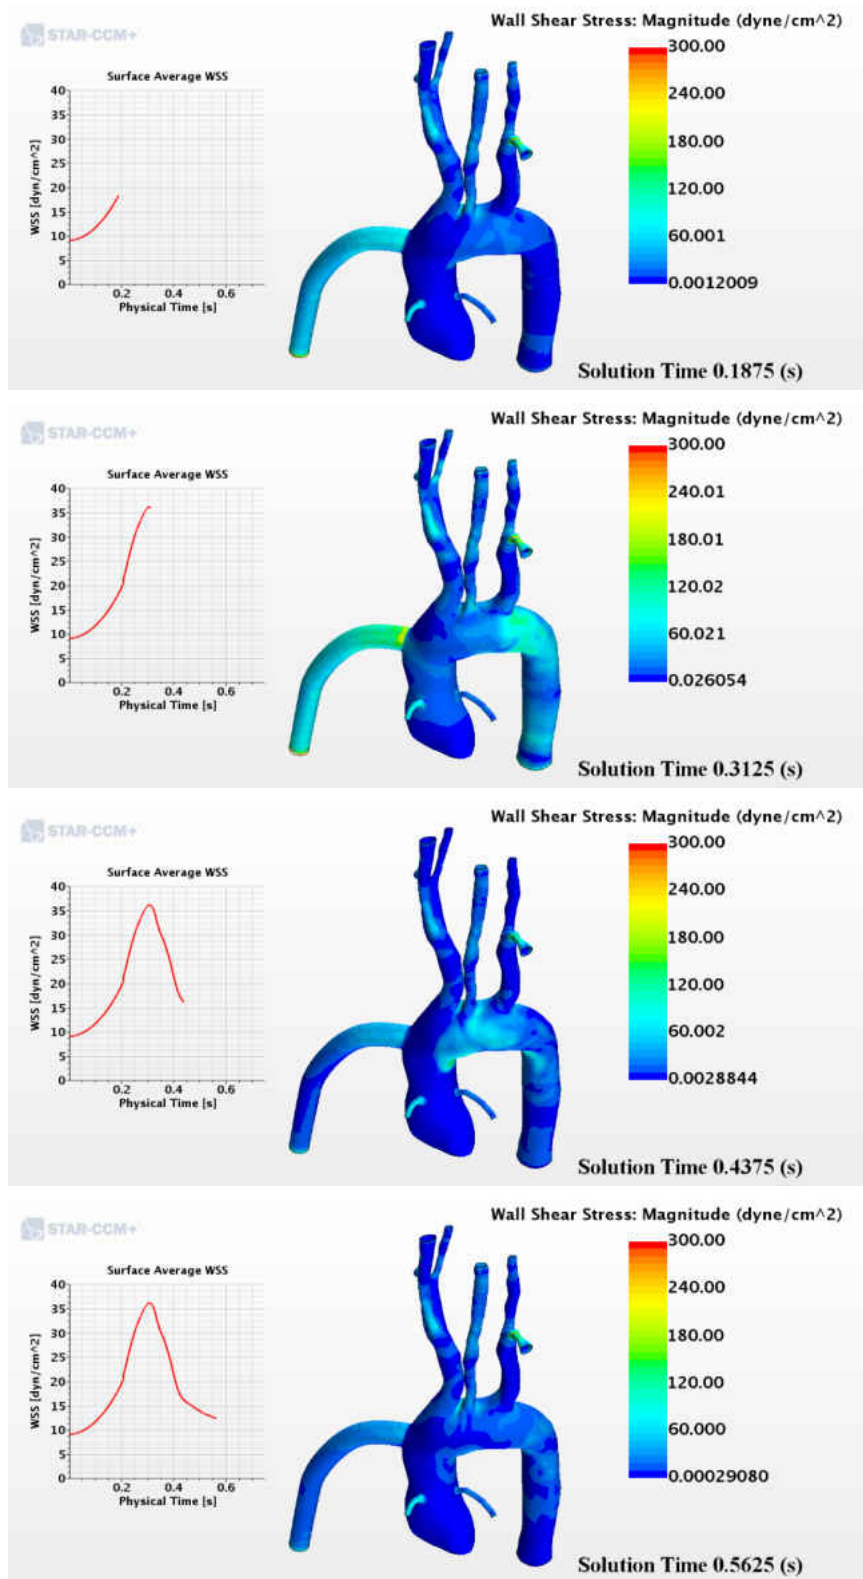 Wall Shear Stress: Magnitude (dyne/cm^2)
STAR-CCM+
300.00
240.00
180.00
120.00
60.001
0.0012009
Surface Average WSS
40
35
30
25
20
15
10
5
0
WSS [dyn/cm^2]
0.2 0.4 0.6
Physical Time [s]
Solution Time 0.1875 (s)
Wall Shear Stress: Magnitude (dyne/cm^2)
STAR-CCM+
300.00
240.01
180.01
120.02
60.021
0.026054
Surface Average WSS
40
35
30
25
20
15
10
5
0
WSS [dyn/cm^2]
0.2 0.4 0.6
Physical Time [s]
Solution Time 0.3125 (s)
Wall Shear Stress: Magnitude (dyne/cm^2)
STAR-CCM+
300.00
240.00
180.00
120.00
60.002
0.0028844
Surface Average WSS
40
35
30
25
20
15
10
5
0
WSS [dyn/cm^2]
0.2 0.4 0.6
Physical Time [s]
Solution Time 0.4375 (s)
Wall Shear Stress: Magnitude (dyne/cm^2)
STAR-CCM+
300.00
240.00
180.00
120.00
60.000
0.00029080
Surface Average WSS
40
35
30
25
20
15
10
5
0
WSS [dyn/cm^2]
0.2 0.4 0.6
Physical Time [s]
Solution Time 0.5625 (s)